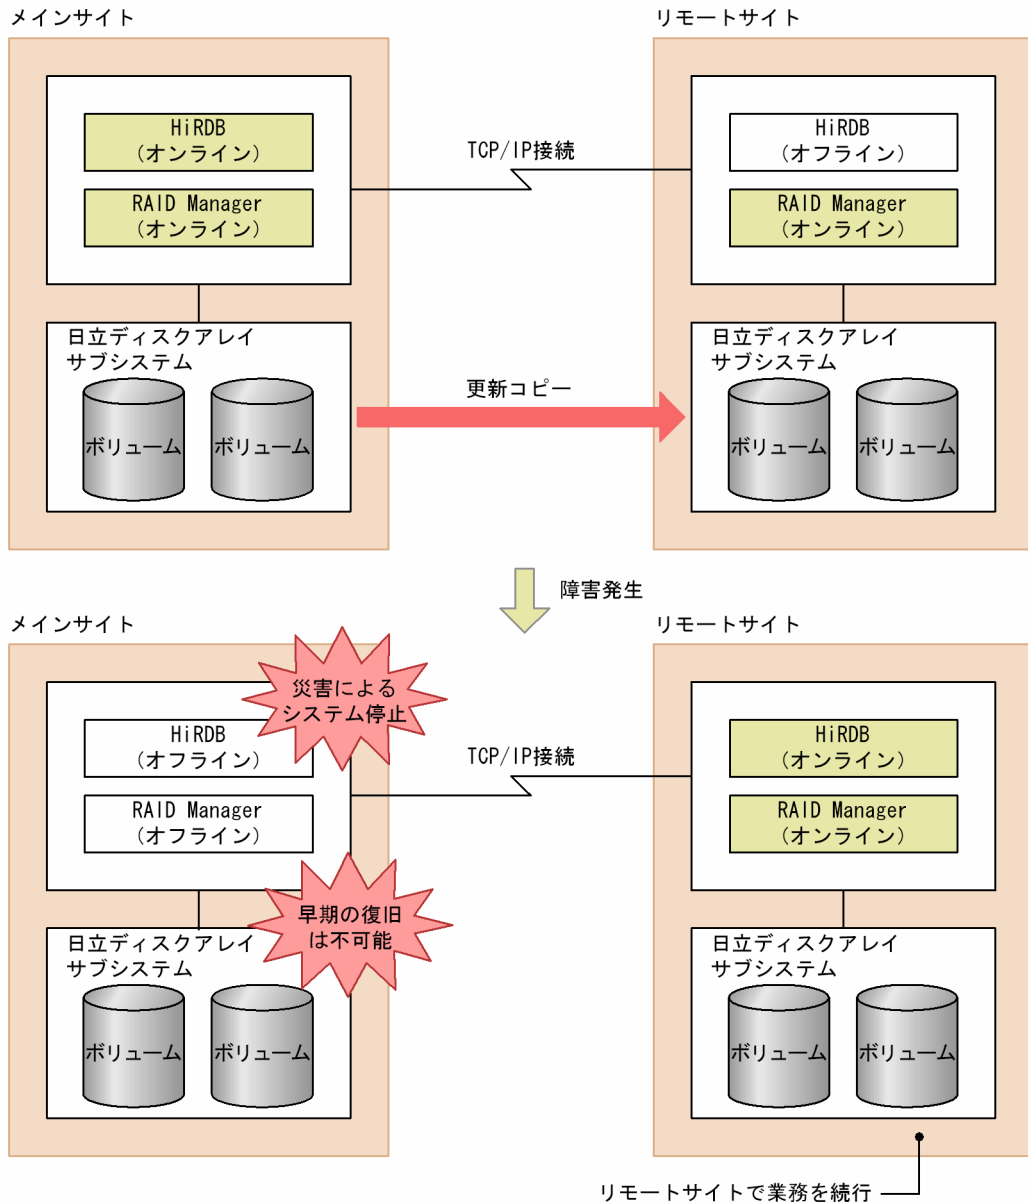 メインサイト
リモートサイト
HiRDB
(オンライン)
RAID Manager
(オンライン)
TCP/IP接続
HiRDB
(オフライン)
RAID Manager
(オンライン)
日立ディスクアレイ
サブシステム
ボリューム
ボリューム
更新コピー
日立ディスクアレイ
サブシステム
ボリューム
ボリューム
障害発生
メインサイト
リモートサイト
災害による
システム停止
HiRDB
(オフライン)
RAID Manager
(オフライン)
TCP/IP接続
HiRDB
(オンライン)
RAID Manager
(オンライン)
早期の復旧
は不可能
日立ディスクアレイ
サブシステム
ボリューム
ボリューム
日立ディスクアレイ
サブシステム
ボリューム
ボリューム
リモートサイトで業務を続行